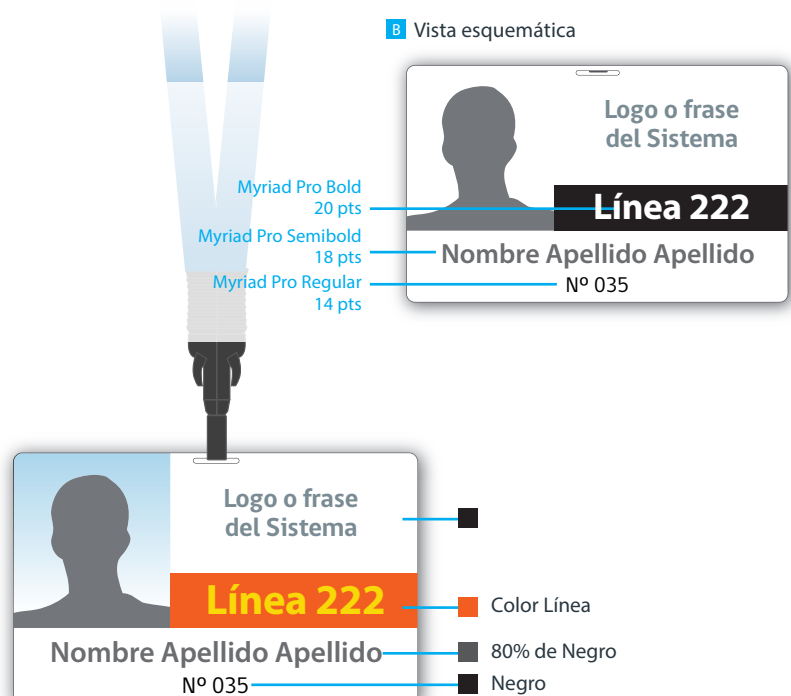 B Vista esquemática
Logo o frase
del Sistema
Línea 222
Nombre Apellido Apellido
Nº 035
Myriad Pro Bold
20 pts
Myriad Pro Semibold
18 pts
Myriad Pro Regular
14 pts
Logo o frase
del Sistema
Línea 222
Nombre Apellido Apellido
Nº 035
Color Línea
80% de Negro
Negro